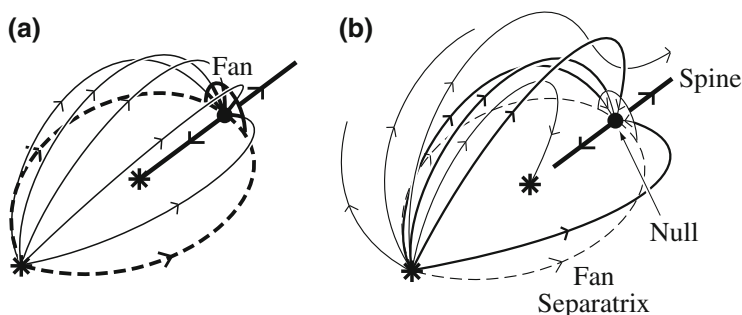 (a)
Fan
(b)
Spine
Null
Fan
Separatrix